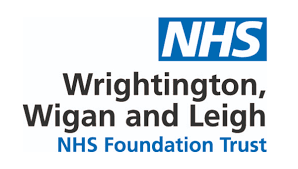 NHS
Wrightington,
Wigan and Leigh
NHS Foundation Trust